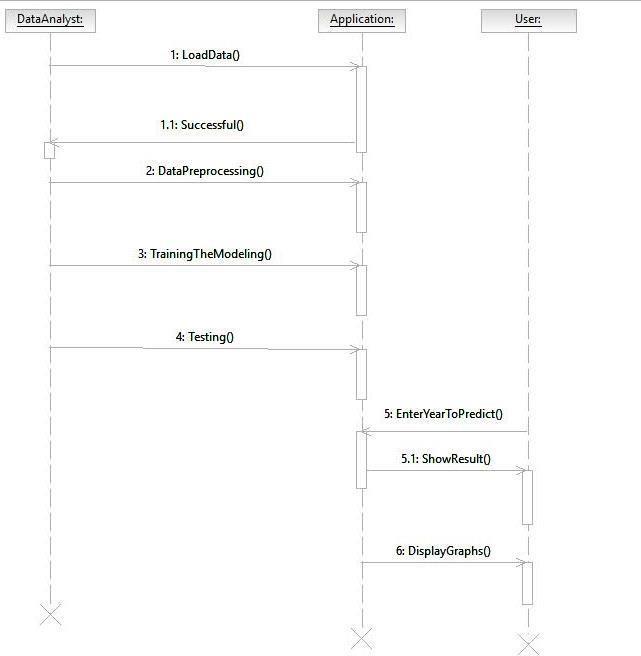 DataAnalyst:
Application:
User:
1: LoadData()
1.1: Successful()
2: DataPreprocessing()
3: TrainingTheModeling()
4: Testing()
5: EnterYearToPredict()
5.1: ShowResult()
6: DisplayGraphs()